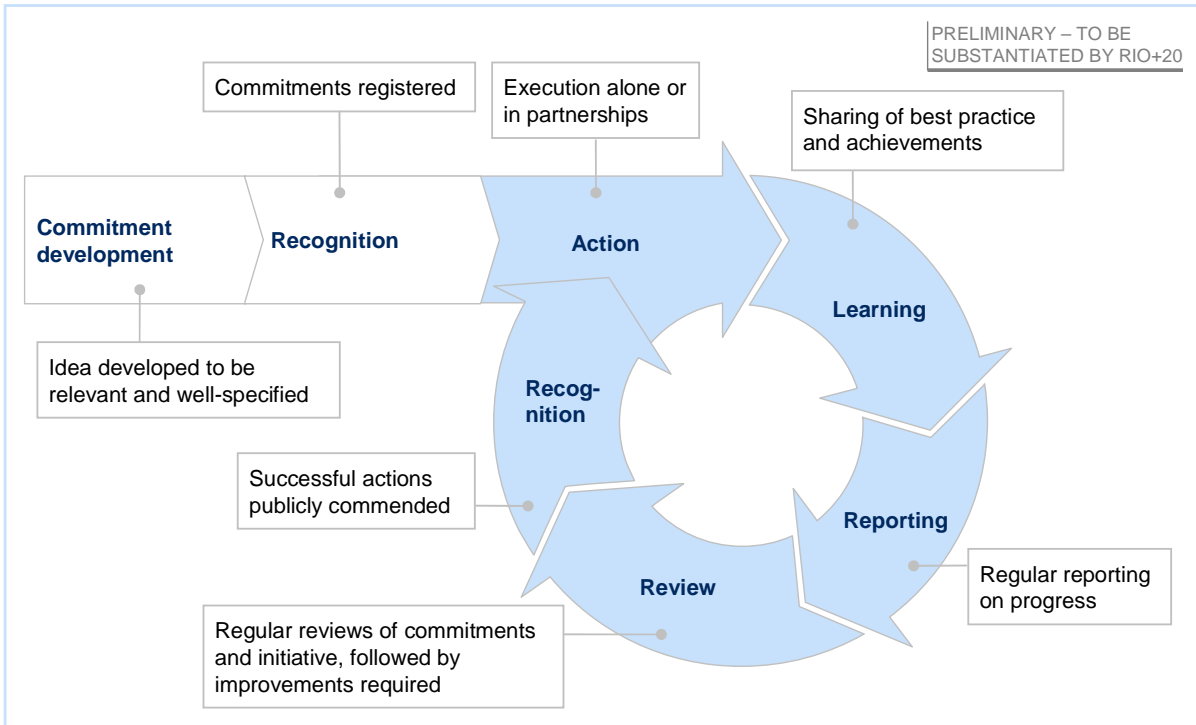 PRELIMINARY – TO BE
SUBSTANTIATED BY RIO+20
Commitments registered
Execution alone or
in partnerships
Sharing of best practice
and achievements
Commitment
development
Recognition
Action
Learning
Idea developed to be
relevant and well-specified
Recog-
nition
Successful actions
publicly commended
Reporting
Regular reporting
on progress
Review
Regular reviews of commitments
and initiative, followed by
improvements required